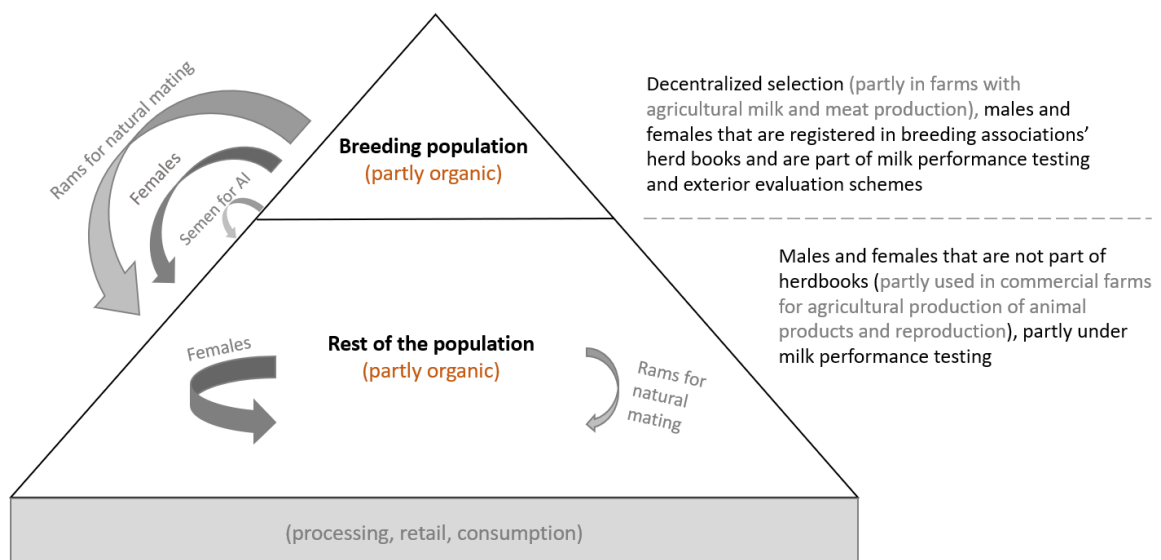 Rams for natural mating
Females
Semen for AI
Breeding population
(partly organic)
Decentralized selection (partly in farms with
agricultural milk and meat production), males and
females that are registered in breeding associations’
herd books and are part of milk performance testing
and exterior evaluation schemes
Males and females that are not part of
herdbooks (partly used in commercial farms
for agricultural production of animal
products and reproduction), partly under
milk performance testing
Females
Rest of the population
(partly organic)
Rams for
natural
mating
(processing, retail, consumption)